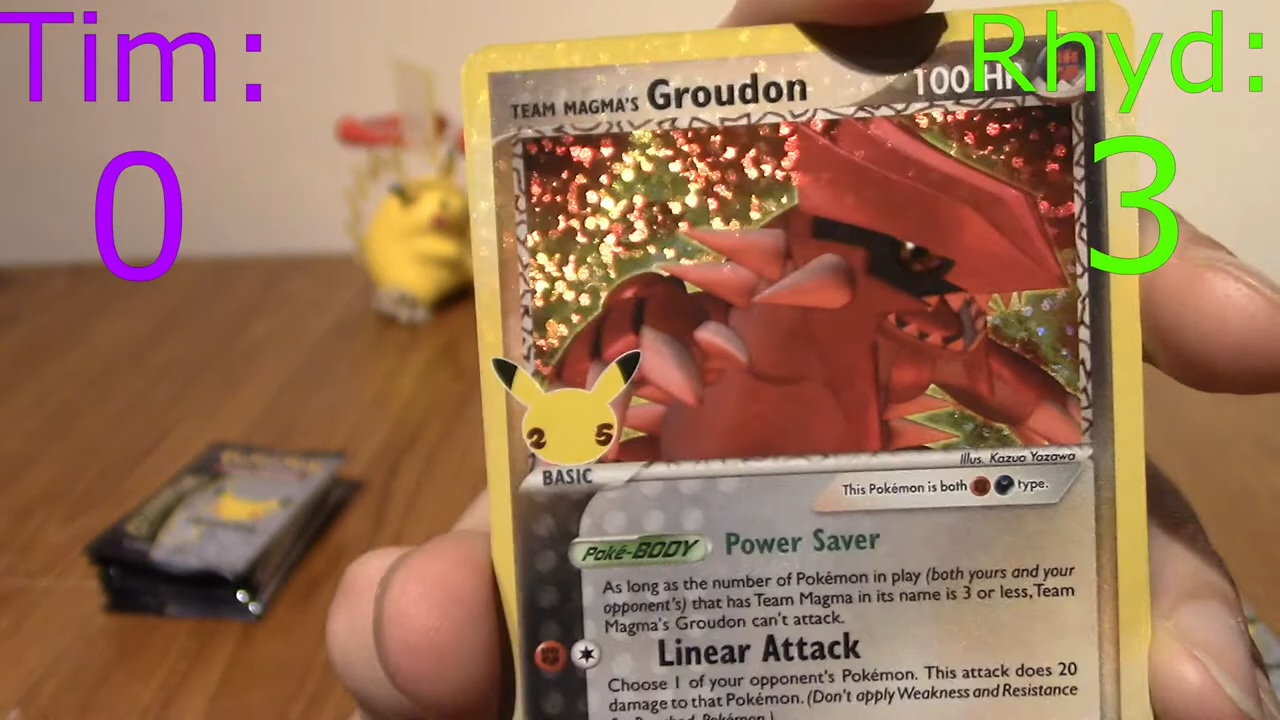 Tim:
0
Rhyd:
3
TEAM MAGMA'S Groudon 100 HP
2 5
BASIC
Illus. Kazuo Yazawa
This Pokémon is both type.
Poké-BODY Power Saver
As long as the number of Pokémon in play (both yours and your
opponent's) that has Team Magma in its name is 3 or less, Team
Magma's Groudon can't attack.
Linear Attack
Choose 1 of your opponent's Pokémon. This attack does 20
damage to that Pokémon. (Don't apply Weakness and Resistance